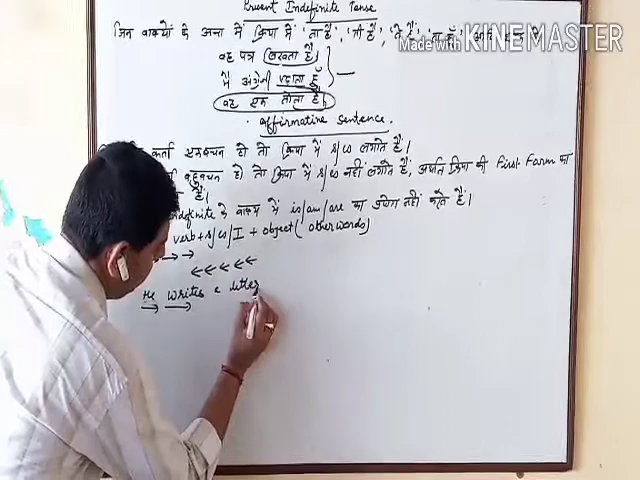 Present Indefinite Tense
जिन वाक्यों के अन्त में क्रिया में 'ता है', 'ती है', 'ते हैं', 'ता हूँ'
Made with KINEMASTER
वह पत्र लिखता है।
मैं अंग्रेजी पढ़ाता हूँ
वह एक तोता है।
affirmative sentence.
कर्ता एकवचन हो तो क्रिया में s/es लगाते हैं।
बहुवचन हो तो क्रिया में s/es नहीं लगाते हैं, अर्थात क्रिया की First Form का
है।
Indefinite के वाक्य में is/am/are का प्रयोग नहीं करते हैं।
verb+s/es/I + object( other words)
He writes a letter